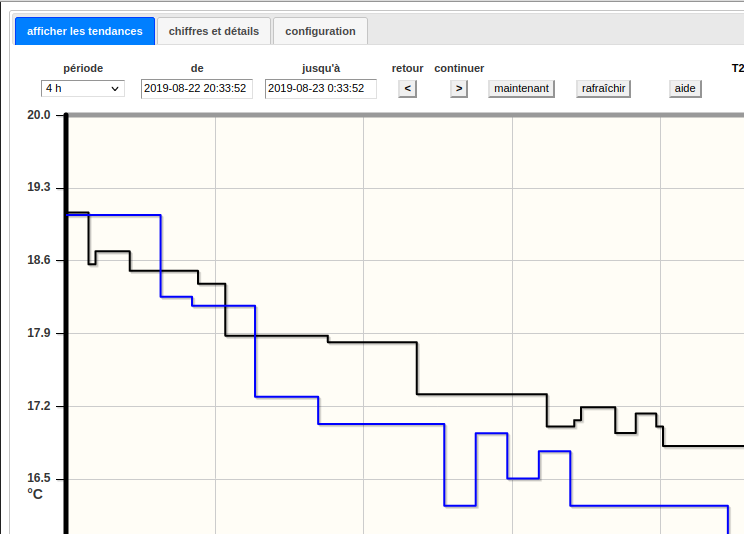 afficher les tendances chiffres et détails configuration
période de jusqu'à retour continuer T2
4 h 2019-08-22 20:33:52 2019-08-23 0:33:52 < > maintenant rafraîchir aide
20.0
19.3
18.6
17.9
17.2
16.5
°C